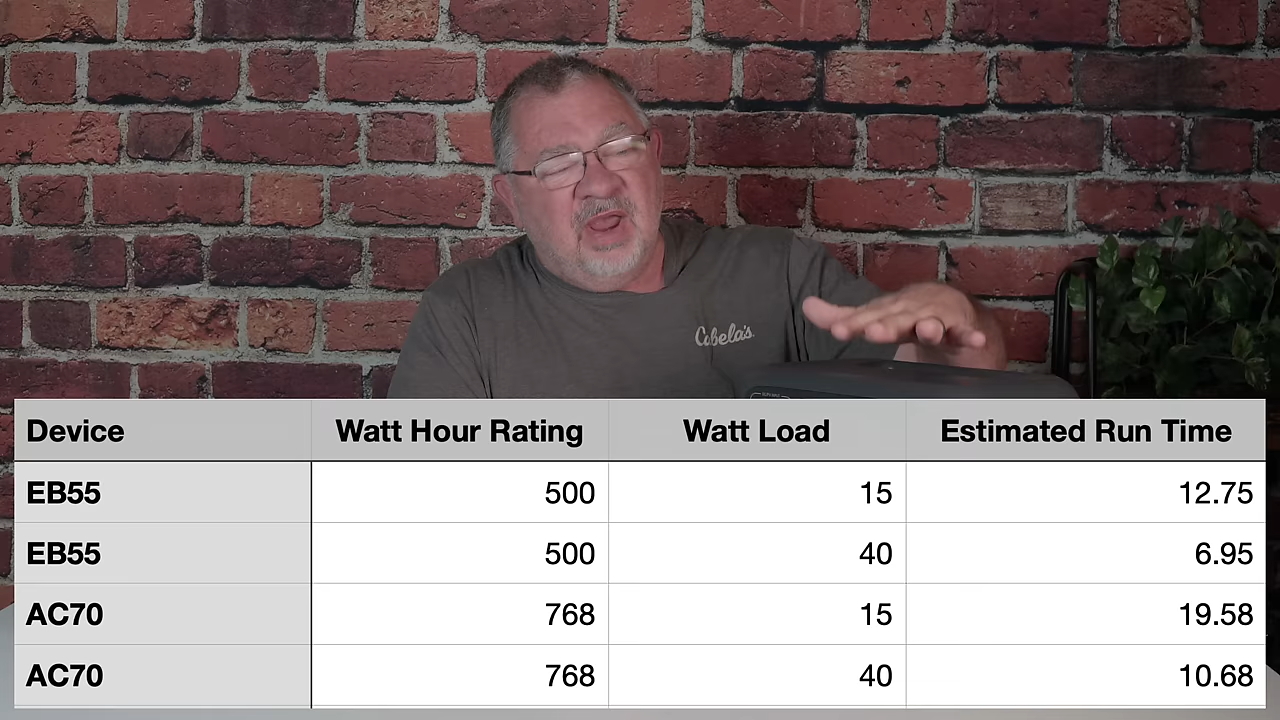 Cabela's
Device Watt Hour Rating Watt Load Estimated Run Time
EB55 500 15 12.75
EB55 500 40 6.95
AC70 768 15 19.58
AC70 768 40 10.68